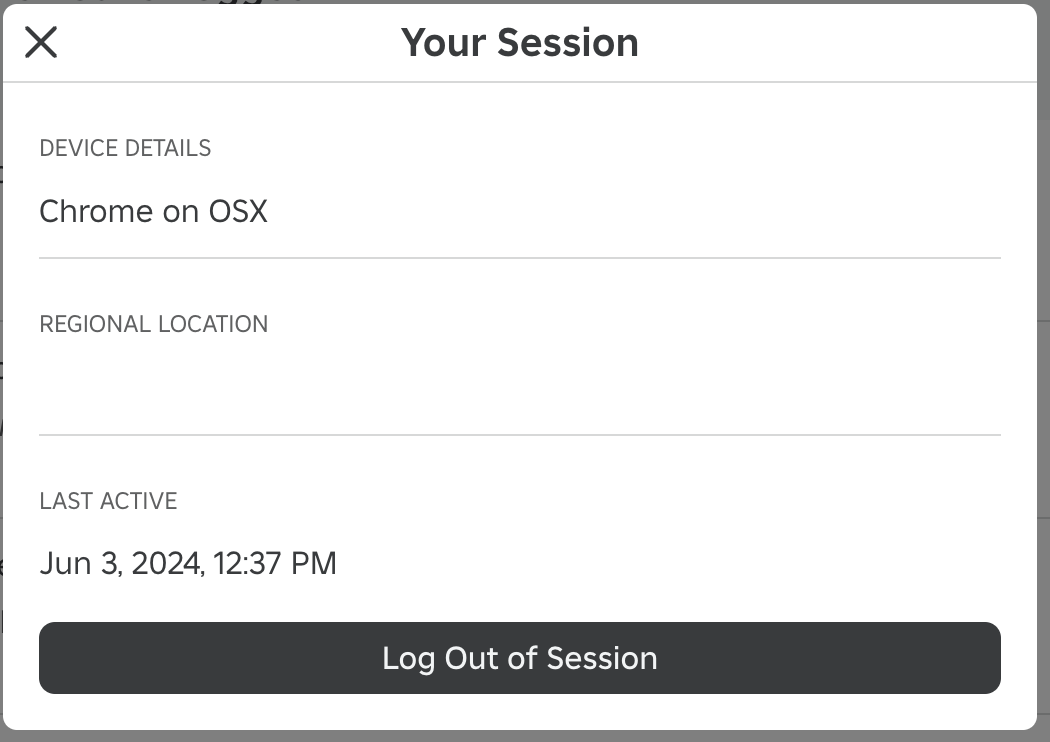 Your Session
DEVICE DETAILS
Chrome on OSX
REGIONAL LOCATION
LAST ACTIVE
Jun 3, 2024, 12:37 PM
Log Out of Session